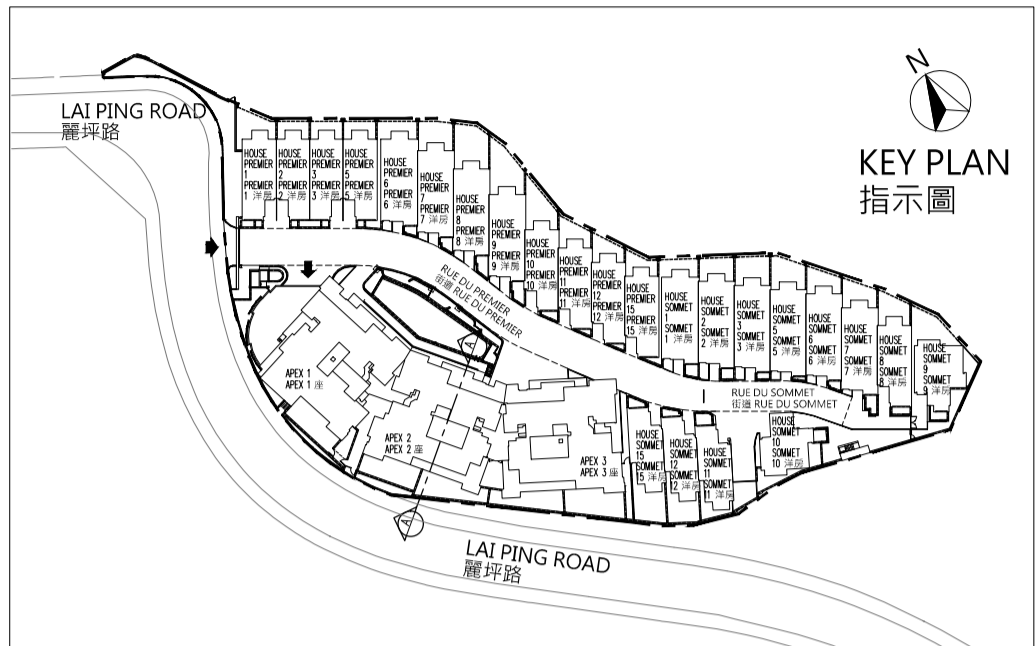 N
KEY PLAN
指示圖
LAI PING ROAD
麗坪路
HOUSE
PREMIER
1
PREMIER
1 洋房
HOUSE
PREMIER
2
PREMIER
2 洋房
HOUSE
PREMIER
3
PREMIER
3 洋房
HOUSE
PREMIER
5
PREMIER
5 洋房
HOUSE
PREMIER
6
PREMIER
6 洋房
HOUSE
PREMIER
7
PREMIER
7 洋房
HOUSE
PREMIER
8
PREMIER
8 洋房
HOUSE
PREMIER
9
PREMIER
9 洋房
HOUSE
PREMIER
10
PREMIER
10 洋房
HOUSE
PREMIER
11
PREMIER
11 洋房
HOUSE
PREMIER
12
PREMIER
12 洋房
HOUSE
PREMIER
15
PREMIER
15 洋房
HOUSE
SOMMET
1
SOMMET
1 洋房
HOUSE
SOMMET
2
SOMMET
2 洋房
HOUSE
SOMMET
3
SOMMET
3 洋房
HOUSE
SOMMET
5
SOMMET
5 洋房
HOUSE
SOMMET
6
SOMMET
6 洋房
HOUSE
SOMMET
7
SOMMET
7 洋房
HOUSE
SOMMET
8
SOMMET
8 洋房
HOUSE
SOMMET
9
SOMMET
9 洋房
RUE DU PREMIER
街道 RUE DU PREMIER
RUE DU SOMMET
街道 RUE DU SOMMET
A
APEX 1
APEX 1 座
APEX 2
APEX 2 座
APEX 3
APEX 3 座
HOUSE
SOMMET
15
SOMMET
15 洋房
HOUSE
SOMMET
12
SOMMET
12 洋房
HOUSE
SOMMET
11
SOMMET
11 洋房
HOUSE
SOMMET
10
SOMMET
10 洋房
A
LAI PING ROAD
麗坪路